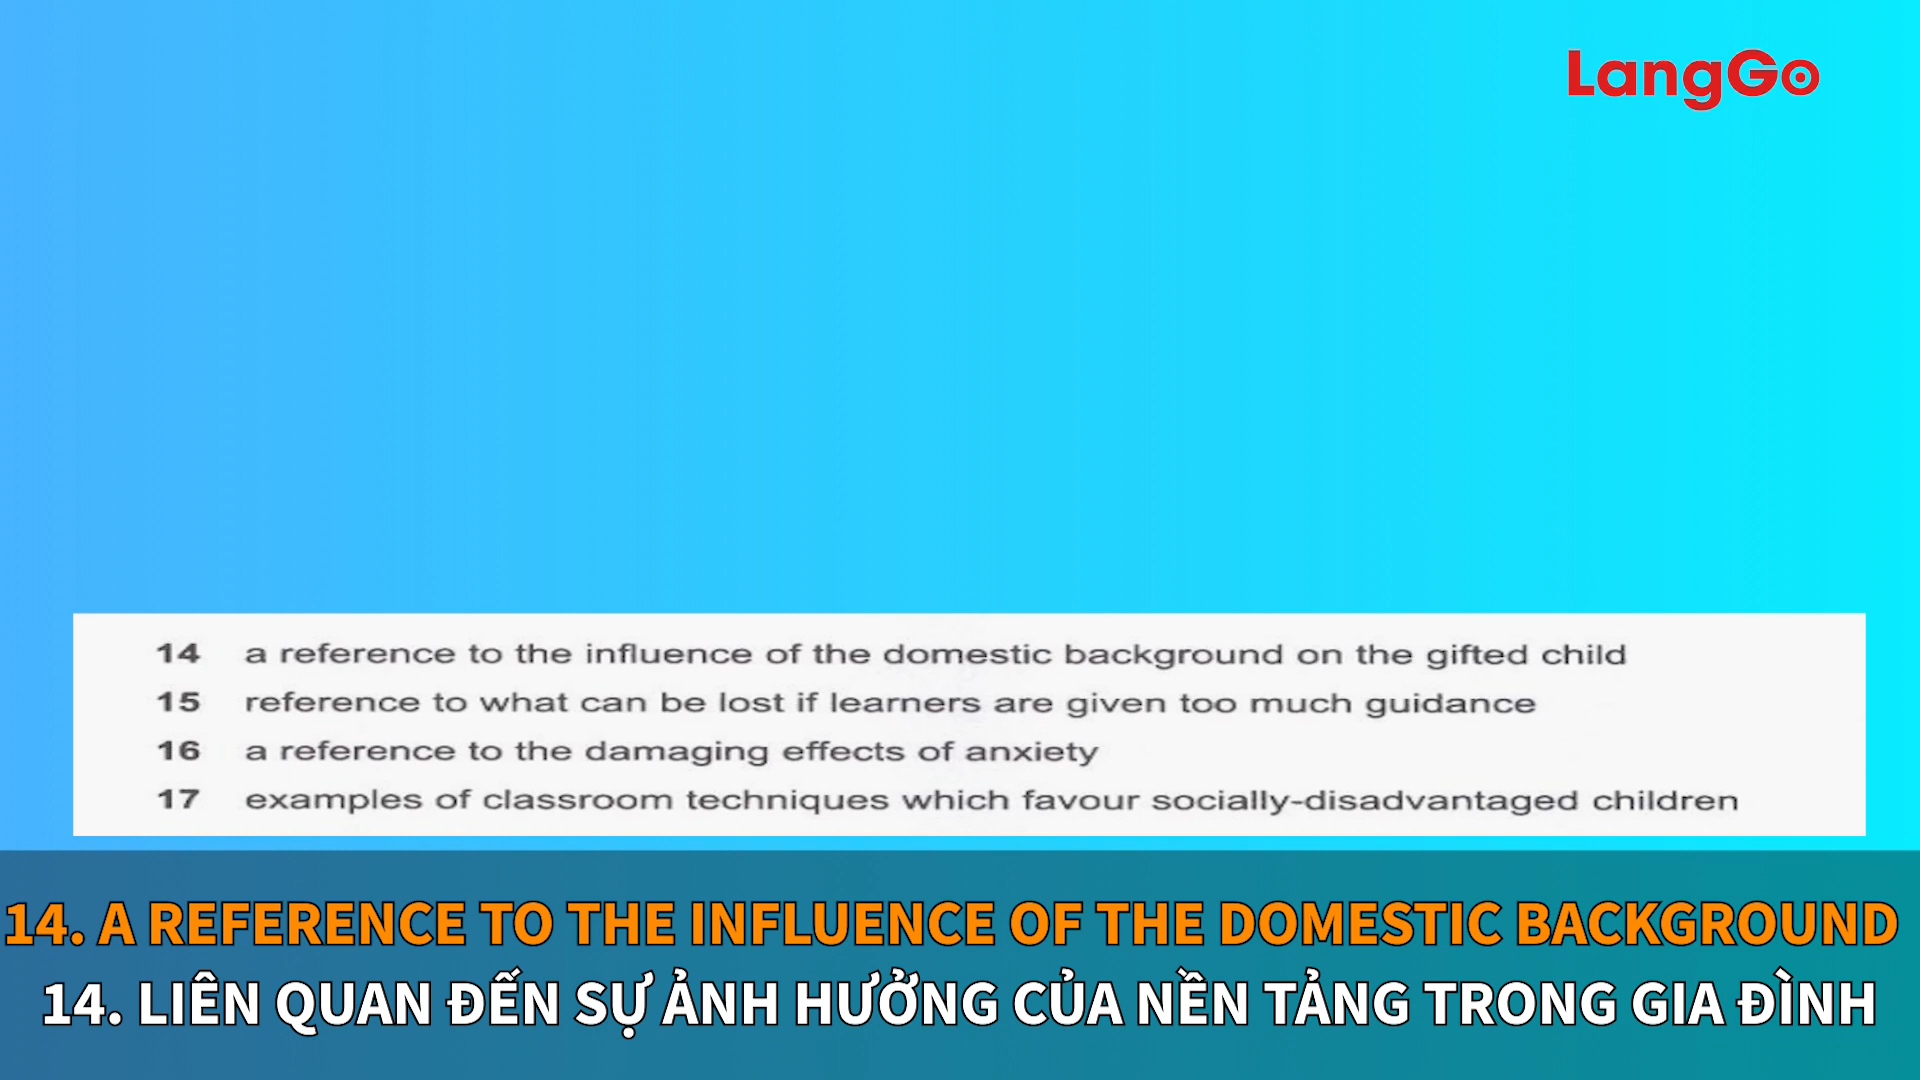 LangGo
14 a reference to the influence of the domestic background on the gifted child
15 reference to what can be lost if learners are given too much guidance
16 a reference to the damaging effects of anxiety
17 examples of classroom techniques which favour socially-disadvantaged children
14. A REFERENCE TO THE INFLUENCE OF THE DOMESTIC BACKGROUND
14. LIÊN QUAN ĐẾN SỰ ẢNH HƯỞNG CỦA NỀN TẢNG TRONG GIA ĐÌNH